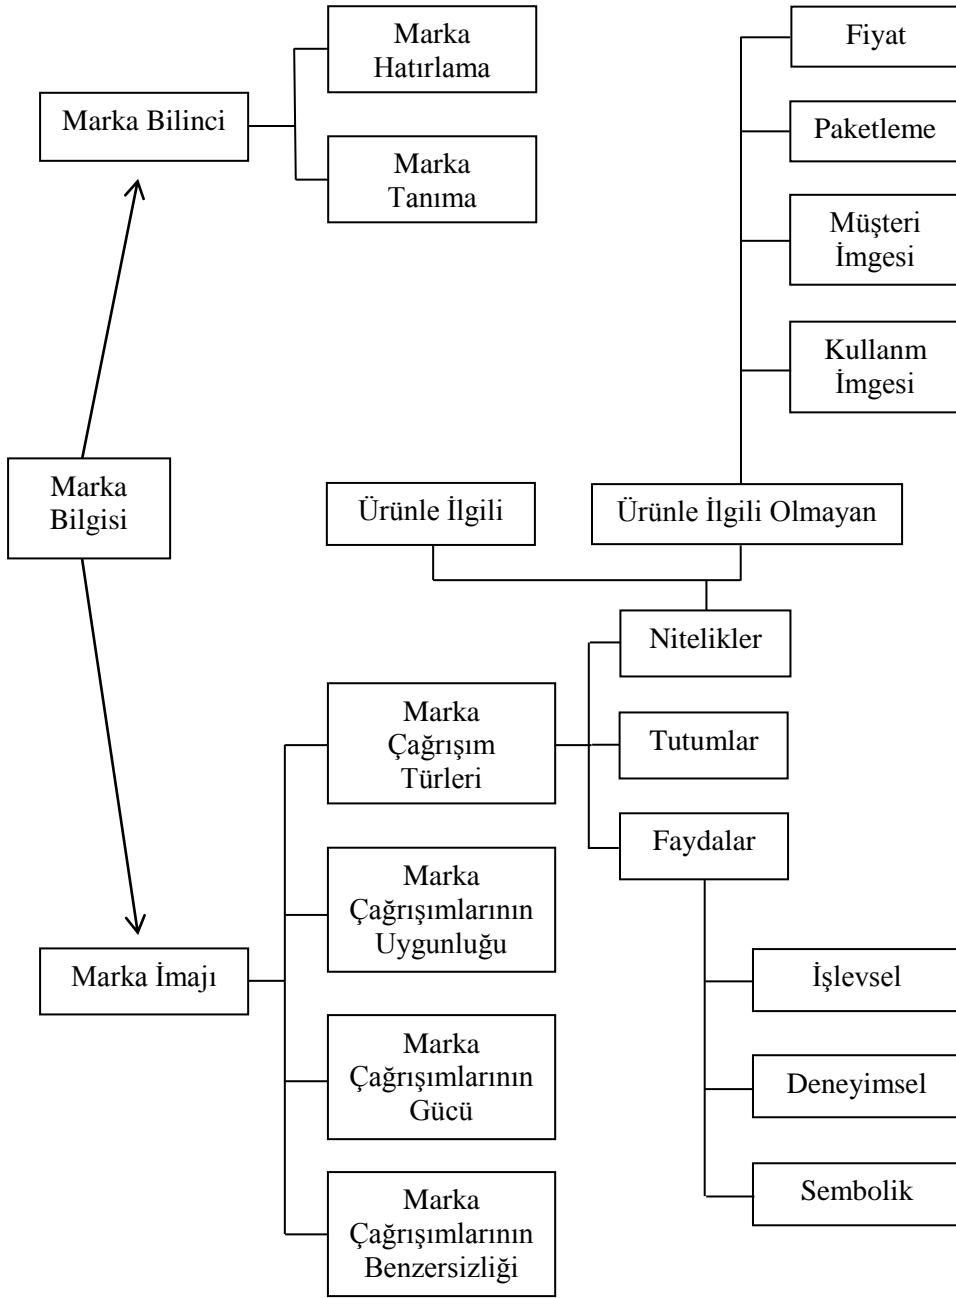 Marka
Hatırlama
Fiyat
Marka Bilinci
Paketleme
Marka
Tanıma
Müşteri
İmgesi
Kullanm
İmgesi
Marka
Bilgisi
Ürünle İlgili
Ürünle İlgili Olmayan
Nitelikler
Marka
Çağrışım
Türleri
Tutumlar
Faydalar
Marka
Çağrışımlarının
Uygunluğu
Marka İmajı
İşlevsel
Marka
Çağrışımlarının
Gücü
Deneyimsel
Sembolik
Marka
Çağrışımlarının
Benzersizliği